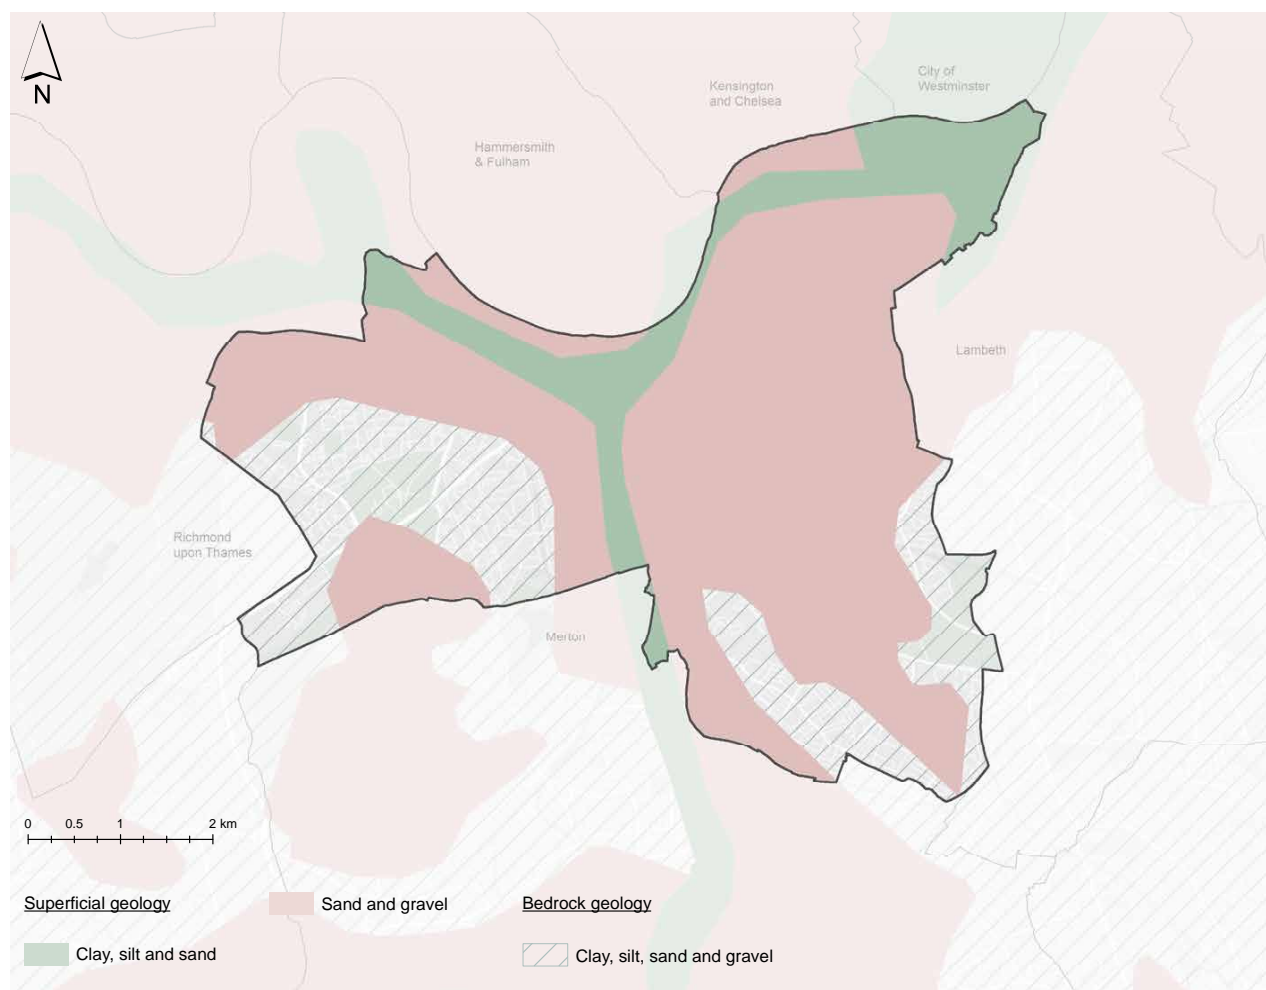 City of
Westminster
Kensington
and Chelsea
Hammersmith
& Fulham
N
Lambeth
Richmond
upon Thames
Merton
0 0.5 1 2 km
Superficial geology
Sand and gravel
Bedrock geology
Clay, silt and sand
Clay, silt, sand and gravel